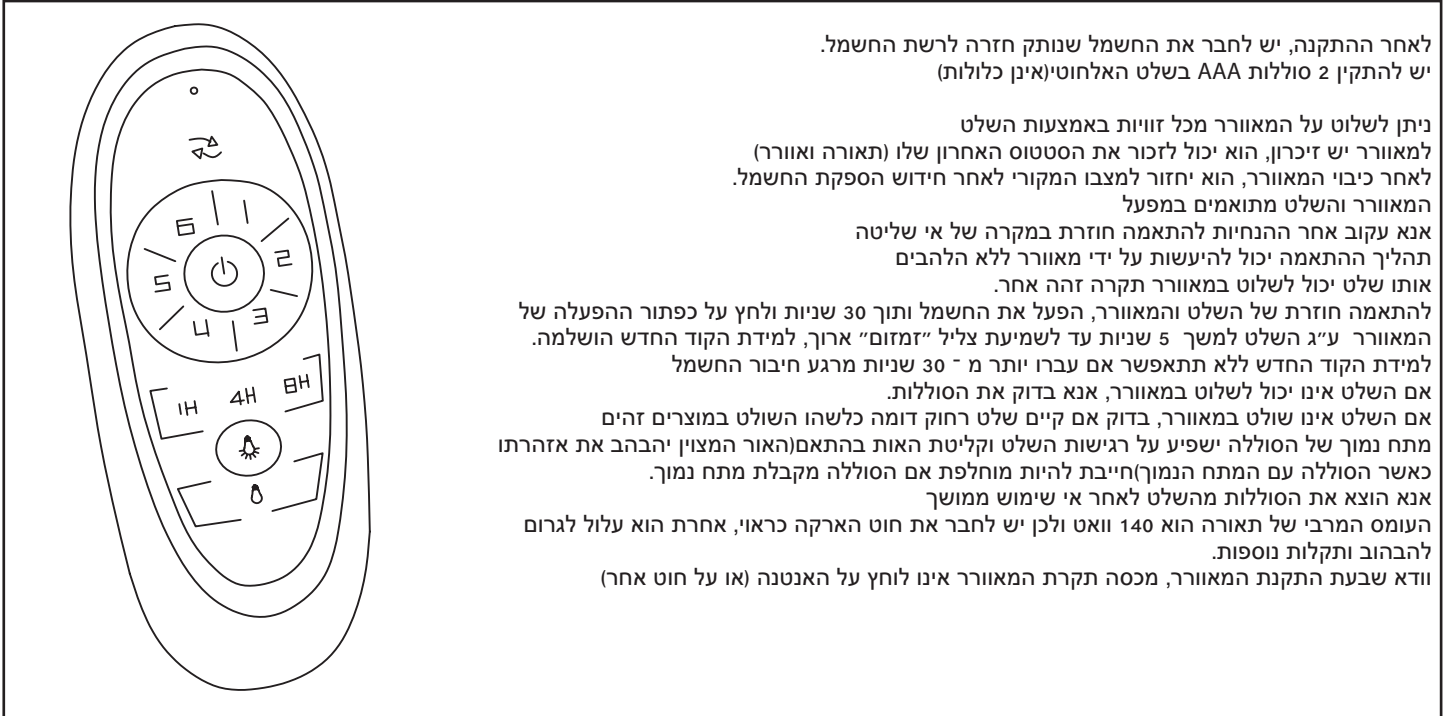 לאחר ההתקנה, יש לחבר את החשמל שנותק חזרה לרשת החשמל.
יש להתקין 2 סוללות AAA בשלט האלחוטי(אינן כלולות)
ניתן לשלוט על המאוורר מכל זוויות באמצעות השלט
למאוורר יש זיכרון, הוא יכול לזכור את הסטטוס האחרון שלו (תאורה ואוורר)
לאחר כיבוי המאוורר, הוא יחזור למצבו המקורי לאחר חידוש הספקת החשמל.
המאוורר והשלט מתואמים במפעל
אנא עקוב אחר ההנחיות להתאמה חוזרת במקרה של אי שליטה
תהליך ההתאמה יכול להיעשות על ידי מאוורר ללא הלהבים
אותו שלט יכול לשלוט במאוורר תקרה זהה אחר.
להתאמה חוזרת של השלט והמאוורר, הפעל את החשמל ותוך 30 שניות ולחץ על כפתור ההפעלה של
המאוורר ע״ג השלט למשך 5 שניות עד לשמיעת צליל ״זמזום״ ארוך, למידת הקוד החדש הושלמה.
למידת הקוד החדש ללא תתאפשר אם עברו יותר מ - 30 שניות מרגע חיבור החשמל
אם השלט אינו יכול לשלוט במאוורר, אנא בדוק את הסוללות.
אם השלט אינו שולט במאוורר, בדוק אם קיים שלט רחוק דומה כלשהו השולט במוצרים זהים
מתח נמוך של הסוללה ישפיע על רגישות השלט וקליטת האות בהתאם(האור המצוין יהבהב את אזהרתו
כאשר הסוללה עם המתח הנמוך)חייבת להיות מוחלפת אם הסוללה מקבלת מתח נמוך.
אנא הוצא את הסוללות מהשלט לאחר אי שימוש ממושך
העומס המרבי של תאורה הוא 140 וואט ולכן יש לחבר את חוט הארקה כראוי, אחרת הוא עלול לגרום
להבהוב ותקלות נוספות.
וודא שבעת התקנת המאוורר, מכסה תקרת המאוורר אינו לוחץ על האנטנה (או על חוט אחר)
6 1
5 2
4 3
1H 4H 8H